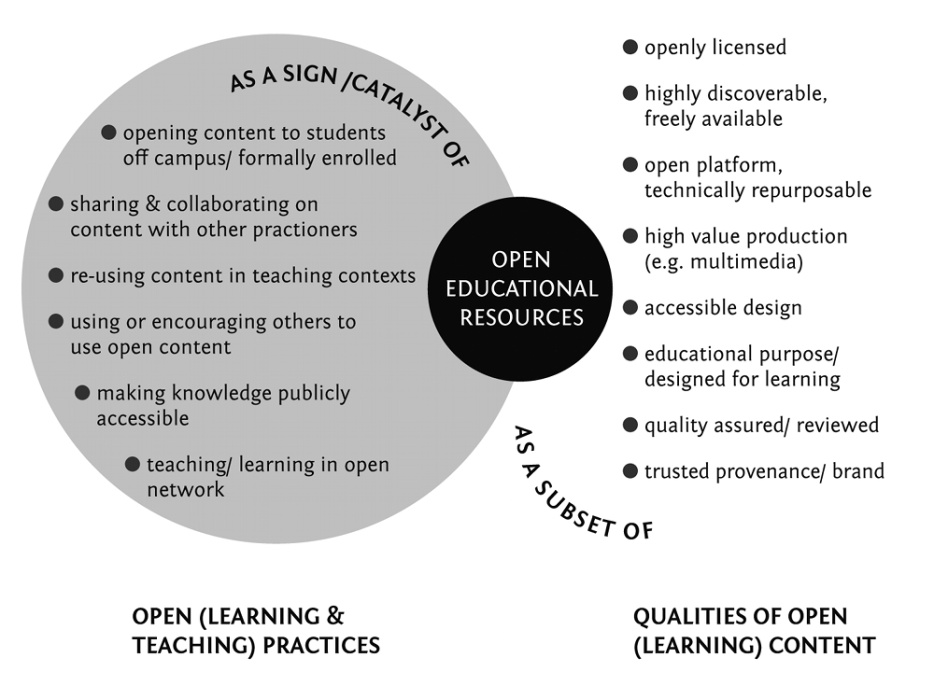 AS A SIGN /CATALYST OF
● opening content to students
off campus/ formally enrolled
● sharing & collaborating on
content with other practioners
● re-using content in teaching contexts
● using or encouraging others to
use open content
● making knowledge publicly
accessible
● teaching/ learning in open
network
OPEN
EDUCATIONAL
RESOURCES
AS A SUBSET OF
● openly licensed
● highly discoverable,
freely available
● open platform,
technically repurposable
● high value production
(e.g. multimedia)
● accessible design
● educational purpose/
designed for learning
● quality assured/ reviewed
● trusted provenance/ brand
OPEN (LEARNING &
TEACHING) PRACTICES
QUALITIES OF OPEN
(LEARNING) CONTENT